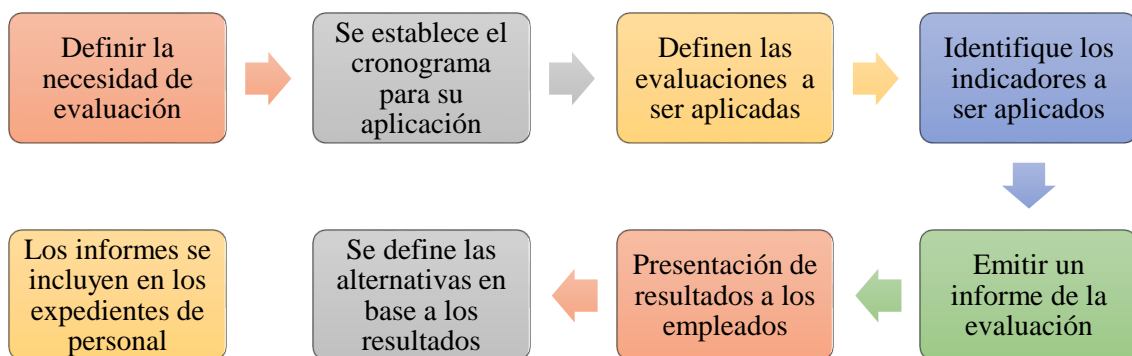 Definir la
necesidad de
evaluación
Se establece el
cronograma
para su
aplicación
Definen las
evaluaciones a
ser aplicadas
Identifique los
indicadores a
ser aplicados
Emitir un
informe de la
evaluación
Presentación de
resultados a los
empleados
Se define las
alternativas en
base a los
resultados
Los informes se
incluyen en los
expedientes de
personal